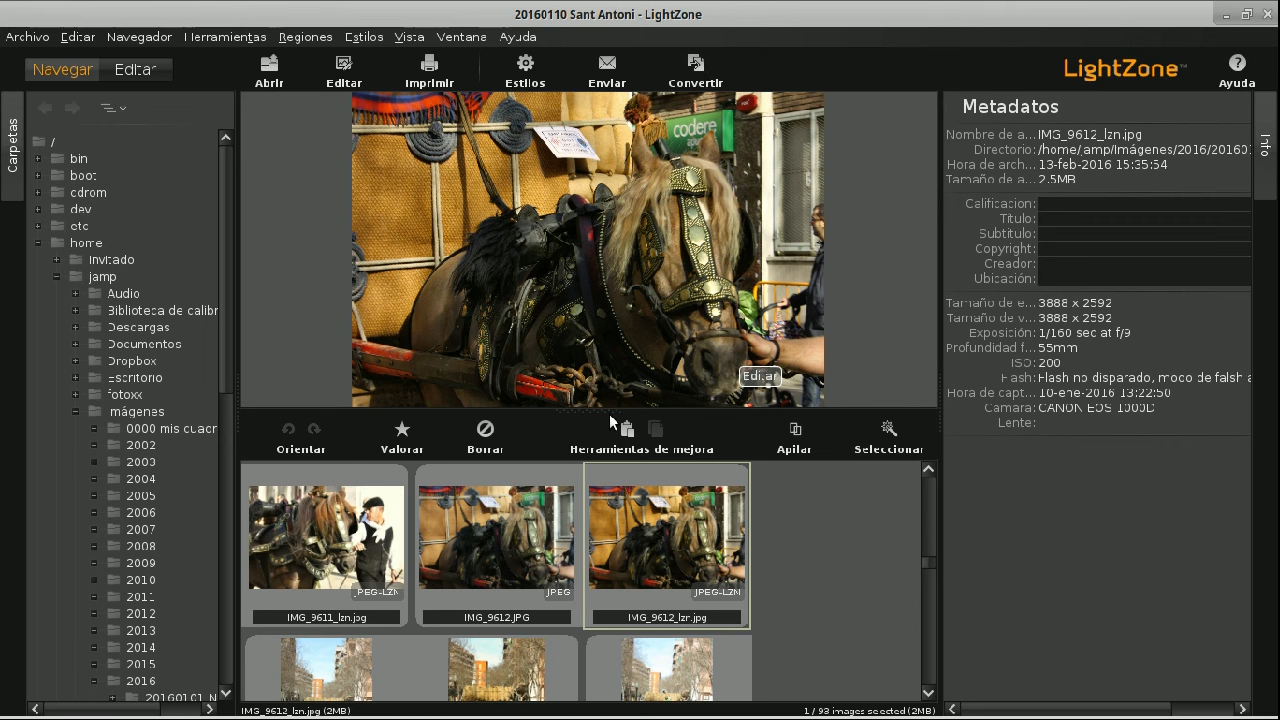 20160110 Sant Antoni - LightZone
Archivo Editar Navegador Herramientas Regiones Estilos Vista Ventana Ayuda
Navegar Editar
Abrir Editar Imprimir Estilos Enviar Convertir
LightZone
Ayuda
Carpetas
/
bin
boot
cdrom
dev
etc
home
Invitado
jamp
Audio
Biblioteca de calibr
Descargas
Documentos
Dropbox
Escritorio
fotoxx
Imágenes
0000 mis cuacr
2002
2003
2004
2005
2006
2007
2008
2009
2010
2011
2012
2013
2014
2015
2016
20160101 N
codere
Editar
Orientar Valorar Borrar Herramientas de mejora Apilar Seleccionar
JPEG-LZN
IMG_9611_lzn.jpg
JPEG
IMG_9612.JPG
JPEG-LZN
IMG_9612_lzn.jpg
IMG_9612_lzn.jpg (2MB)
1 / 93 images selected (2MB)
Metadatos
Info
Nombre de a... IMG_9612_lzn.jpg
Directorio: /home/amp/Imágenes/2016/201601
Hora de arch... 13-feb-2016 15:35:54
Tamaño de a... 2.5MB
Calificacion:
Título:
Subtítulo:
Copyright:
Creador:
Ubicación:
Tamaño de e... 3888 x 2592
Tamaño de v... 3888 x 2592
Exposición: 1/160 sec at f/9
Profundidad f... 55mm
ISO: 200
Flash: Flash no disparado, moco de falsh a
Hora de capt... 10-ene-2016 13:22:50
Cámara: CANON EOS 1000D
Lente: